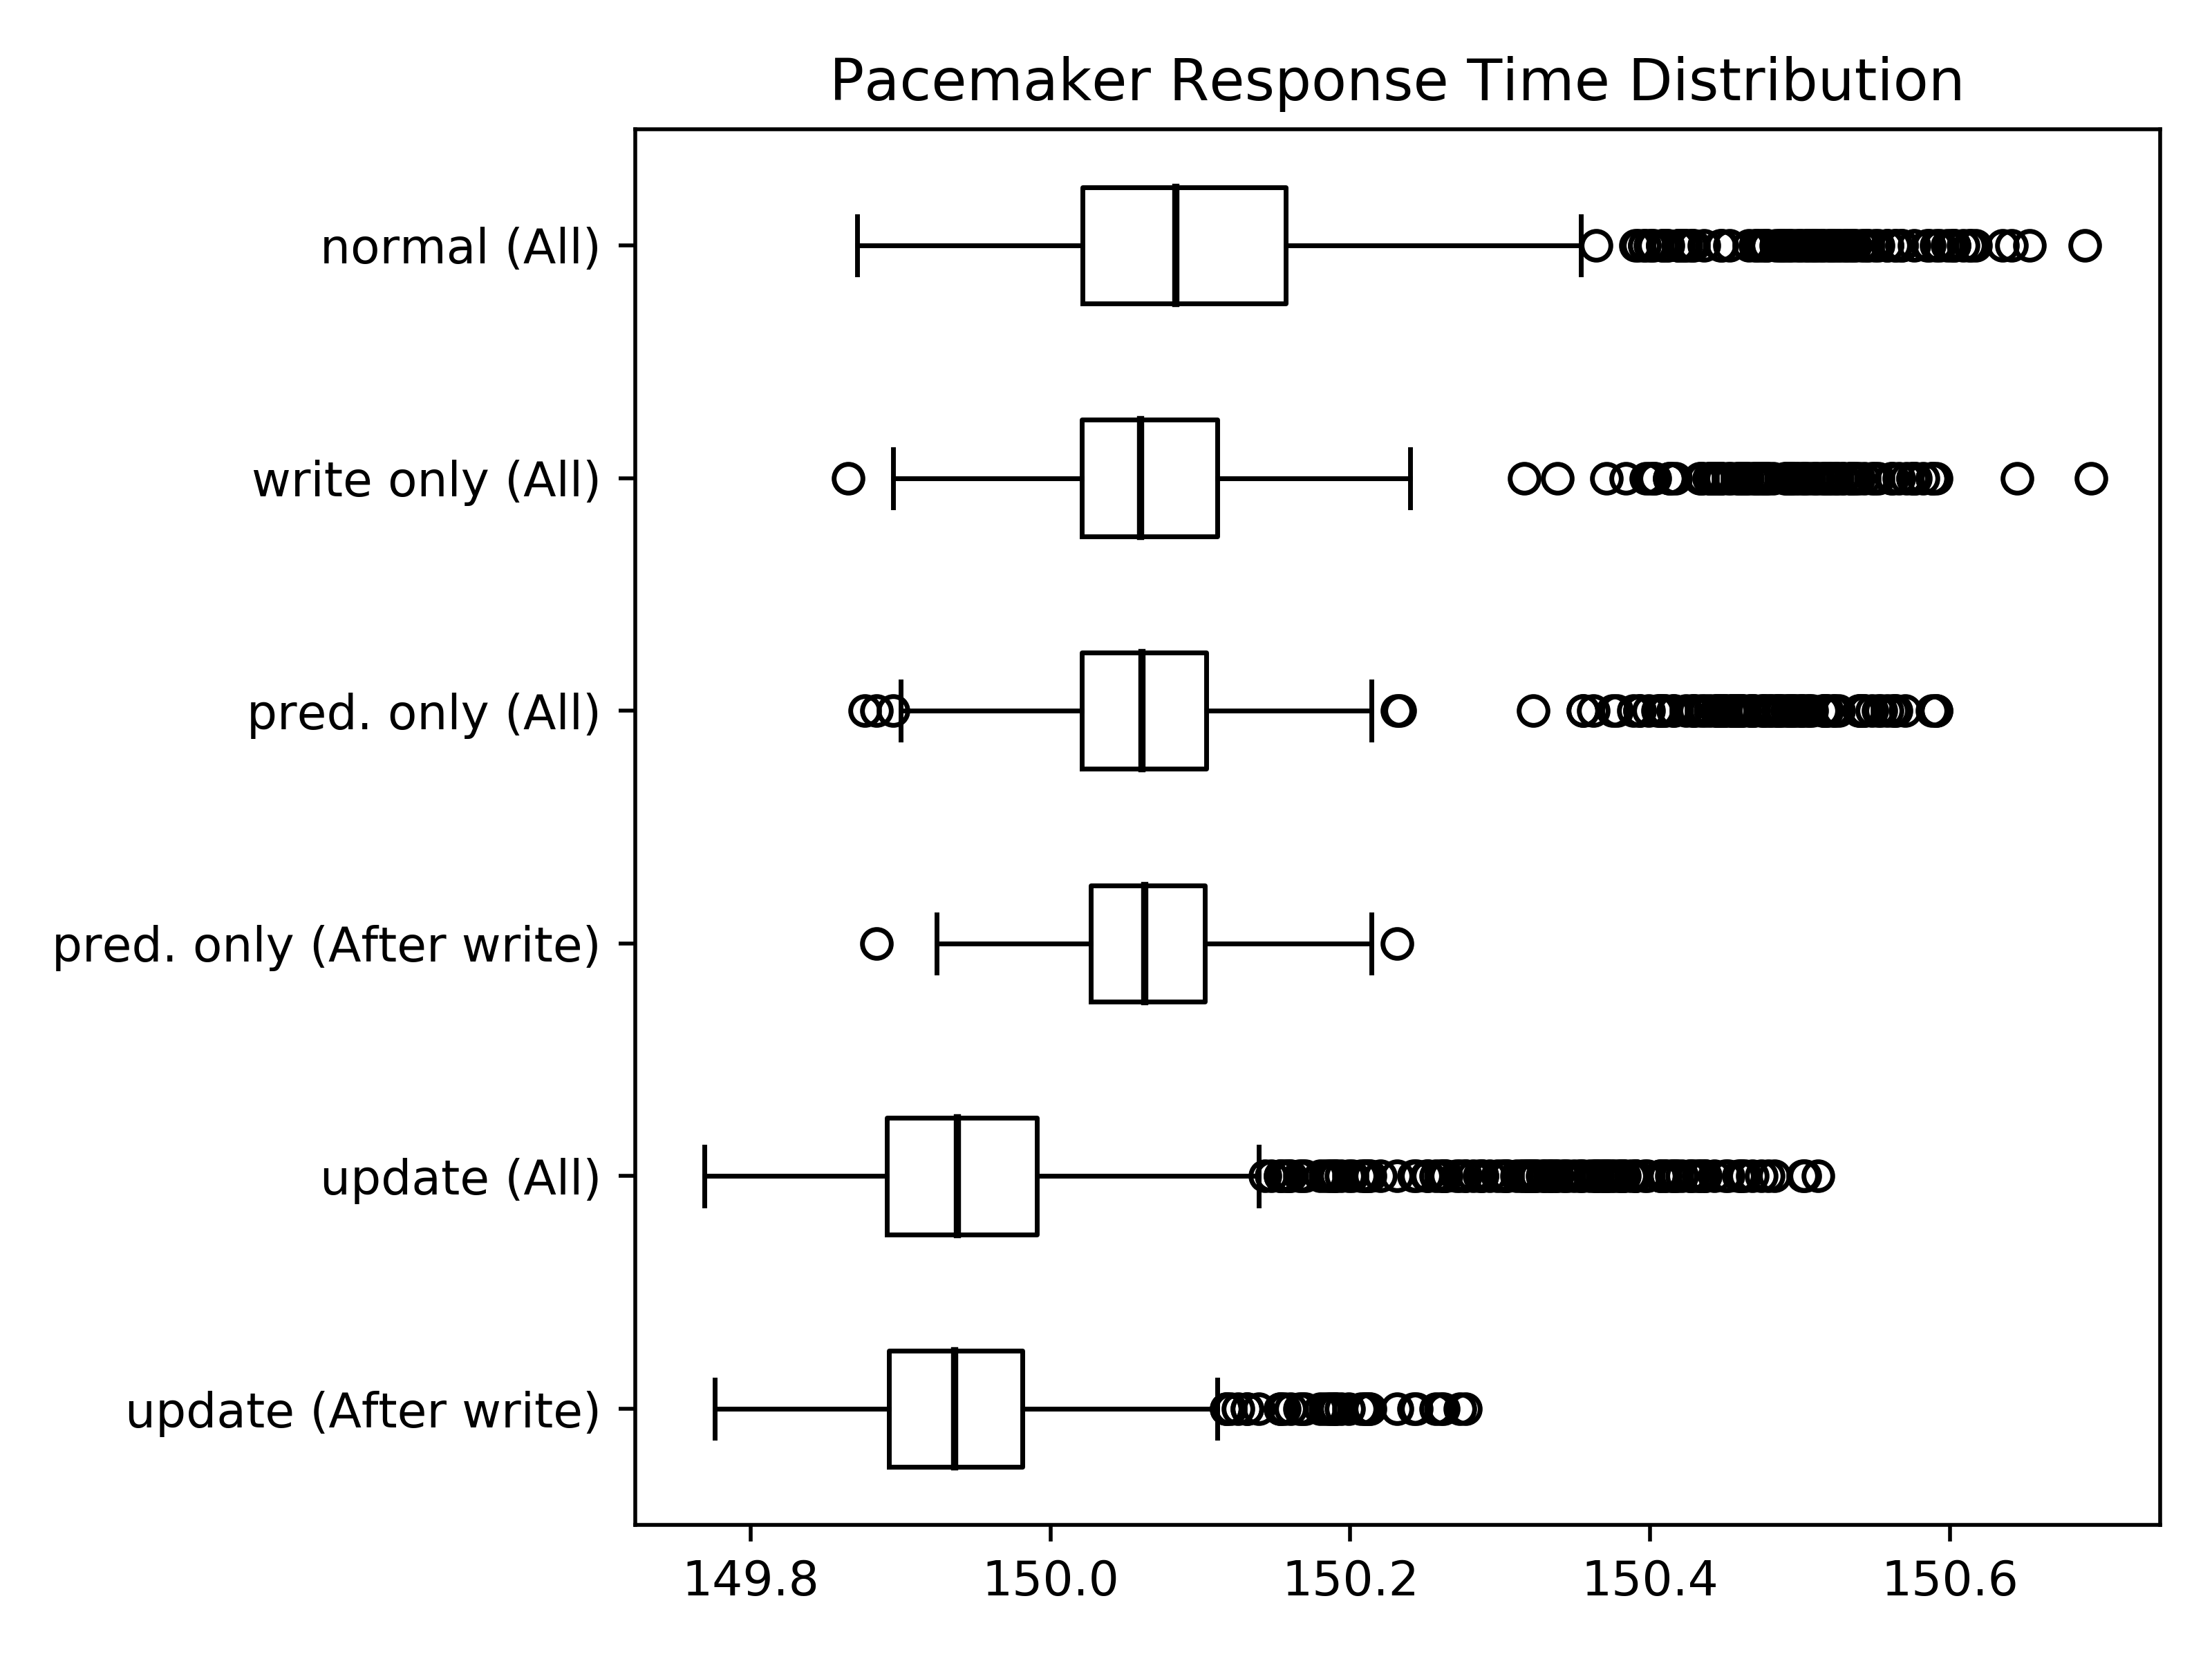 Pacemaker Response Time Distribution
normal (All)
write only (All)
pred. only (All)
pred. only (After write)
update (All)
update (After write)
149.8 150.0 150.2 150.4 150.6